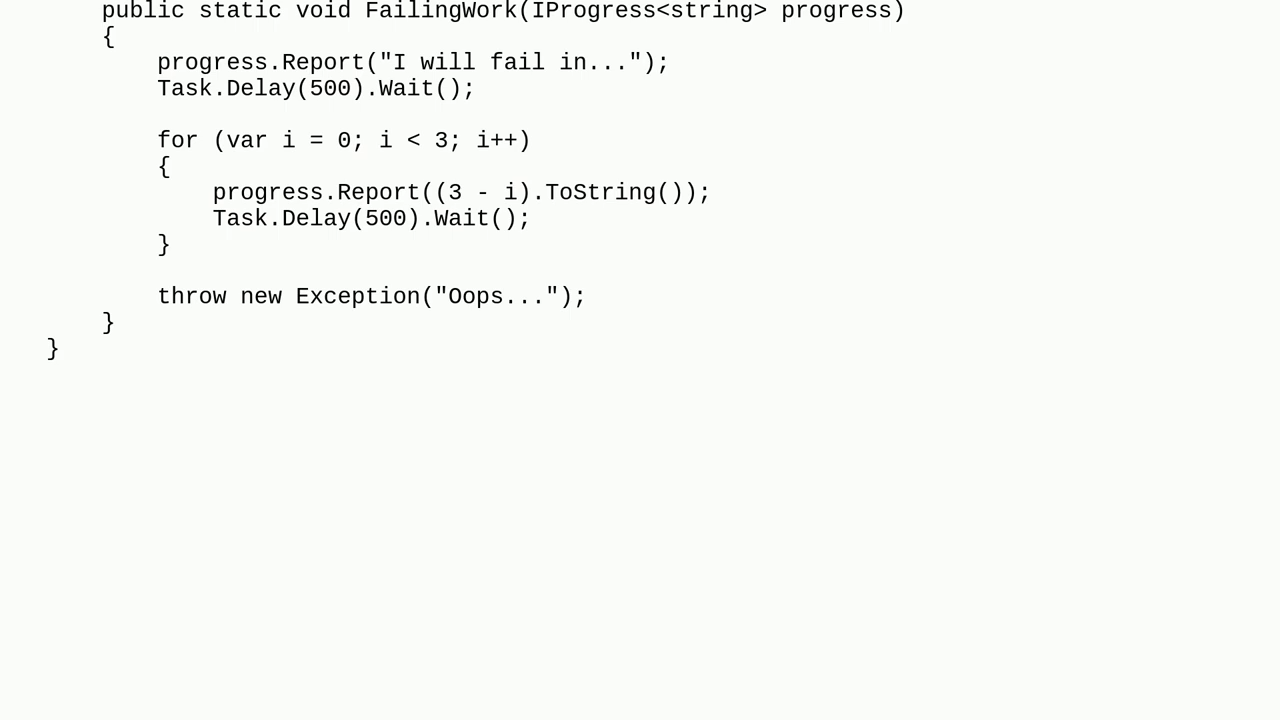 public static void FailingWork(IProgress<string> progress)
{
progress.Report("I will fail in...");
Task.Delay(500).Wait();
for (var i = 0; i < 3; i++)
{
progress.Report((3 - i).ToString());
Task.Delay(500).Wait();
}
throw new Exception("Oops...");
}
}